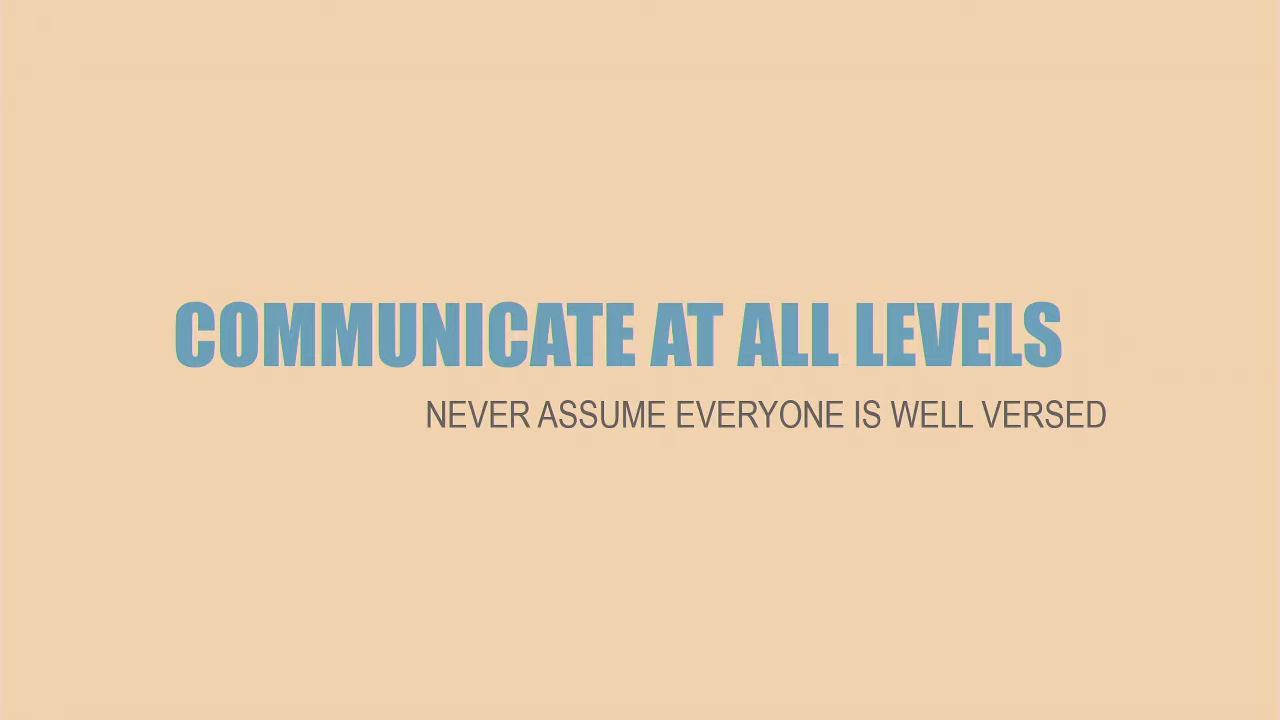 COMMUNICATE AT ALL LEVELS
NEVER ASSUME EVERYONE IS WELL VERSED